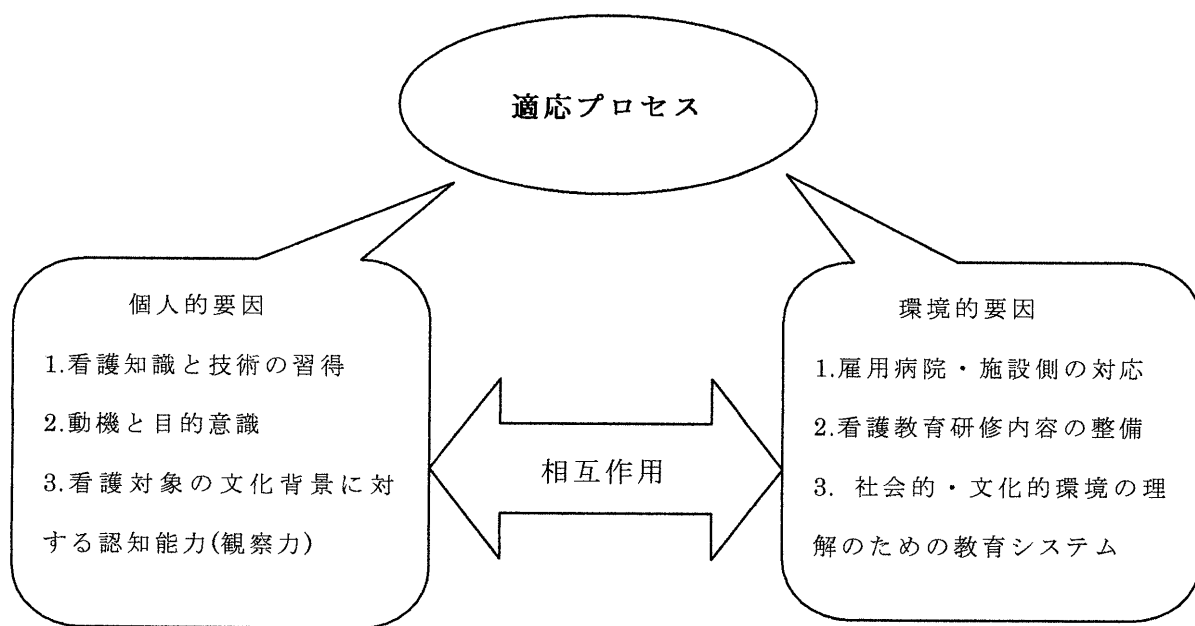 適応プロセス
個人的要因
1.看護知識と技術の習得
2.動機と目的意識
3.看護対象の文化背景に対
する認知能力(観察力)
相互作用
環境的要因
1.雇用病院・施設側の対応
2.看護教育研修内容の整備
3. 社会的・文化的環境の理
解のための教育システム